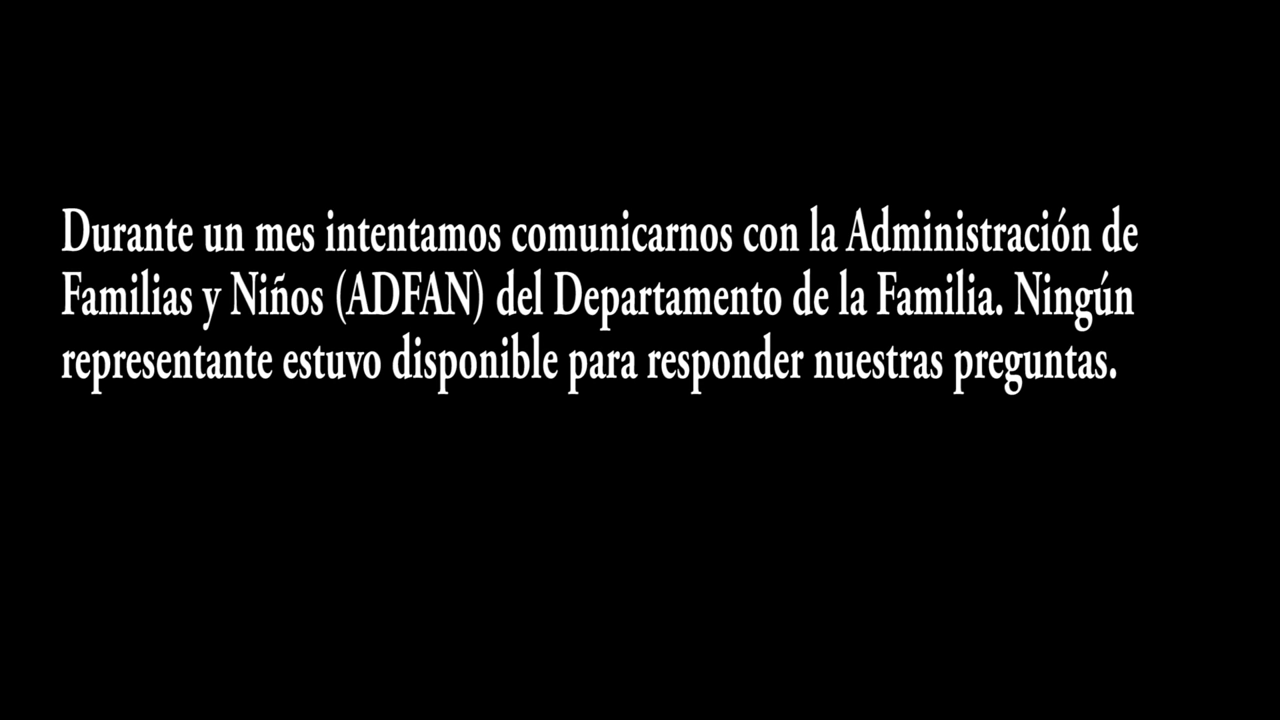 Durante un mes intentamos comunicarnos con la Administración de
Familias y Niños (ADFAN) del Departamento de la Familia. Ningún
representante estuvo disponible para responder nuestras preguntas.